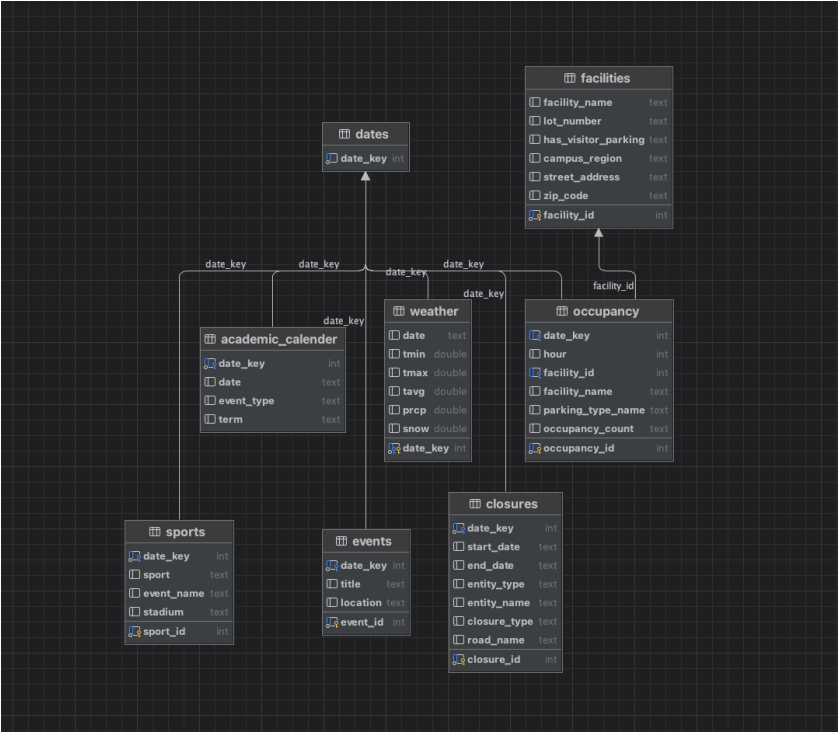 facilities
facility_name text
lot_number text
has_visitor_parking text
campus_region text
street_address text
zip_code text
facility_id int
dates
date_key int
date_key
date_key
date_key
date_key
date_key
date_key
facility_id
academic_calender
date_key int
date text
event_type text
term text
weather
date text
tmin double
tmax double
tavg double
prcp double
snow double
date_key int
occupancy
date_key int
hour int
facility_id int
facility_name text
parking_type_name text
occupancy_count text
occupancy_id int
sports
date_key int
sport text
event_name text
stadium text
sport_id int
events
date_key int
title text
location text
event_id int
closures
date_key int
start_date text
end_date text
entity_type text
entity_name text
closure_type text
road_name text
closure_id int